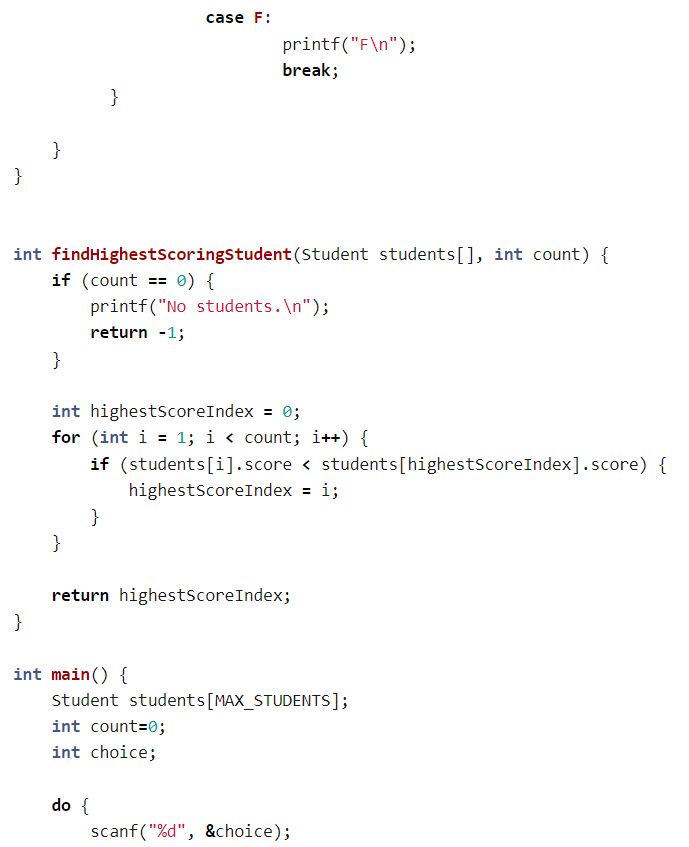 case F:
printf("F\n");
break;
}
}
}
int findHighestScoringStudent(Student students[], int count) {
if (count == 0) {
printf("No students.\n");
return -1;
}
int highestScoreIndex = 0;
for (int i = 1; i < count; i++) {
if (students[i].score < students[highestScoreIndex].score) {
highestScoreIndex = i;
}
}
return highestScoreIndex;
}
int main() {
Student students[MAX_STUDENTS];
int count=0;
int choice;
do {
scanf("%d", &choice);